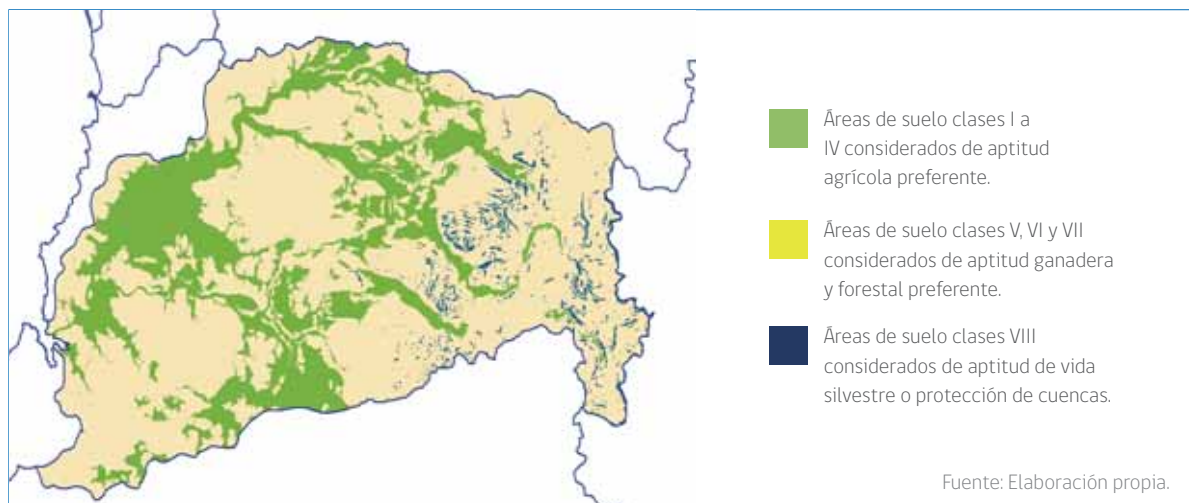 Áreas de suelo clases I a
IV considerados de aptitud
agrícola preferente.
Áreas de suelo clases V, VI y VII
considerados de aptitud ganadera
y forestal preferente.
Áreas de suelo clases VIII
considerados de aptitud de vida
silvestre o protección de cuencas.
Fuente: Elaboración propia.